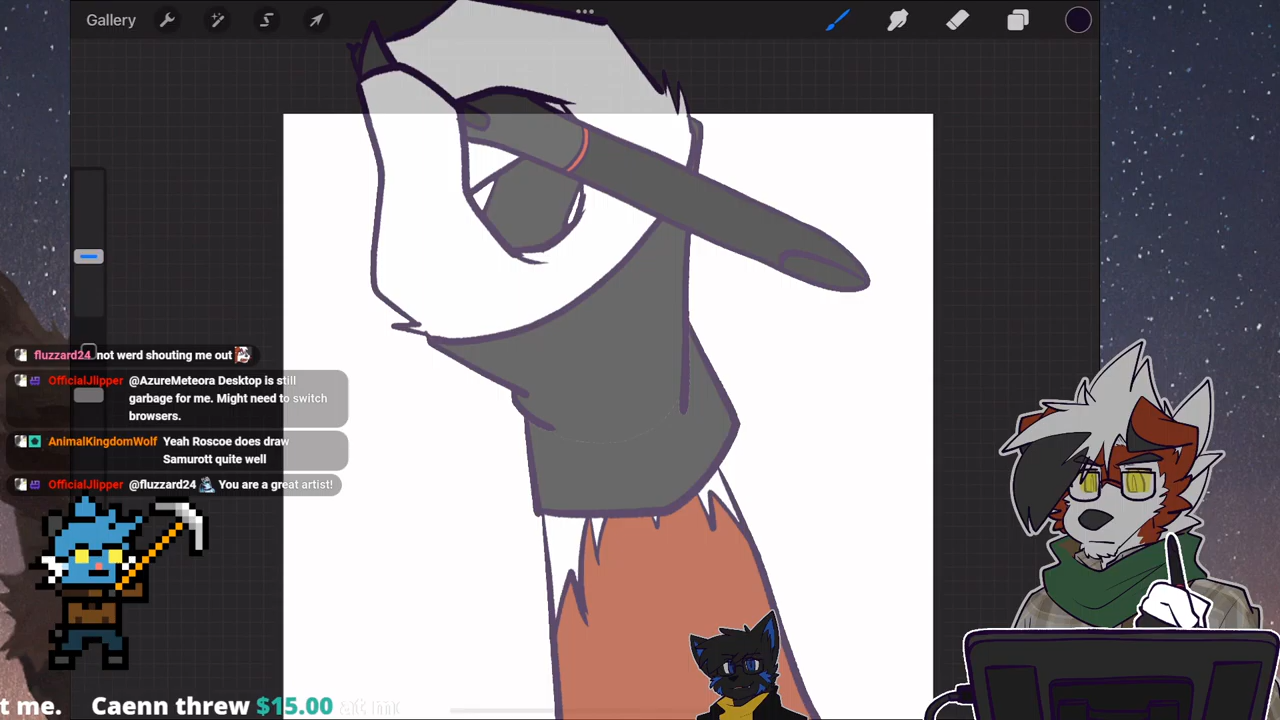 Gallery
fluzzard24 not werd shouting me out
OfficialJlipper @AzureMeteora Desktop is still
garbage for me. Might need to switch
browsers.
AnimalKingdomWolf Yeah Roscoe does draw
Samurott quite well
OfficialJlipper @fluzzard24 You are a great artist!
t me. Caenn threw $15.00 at me